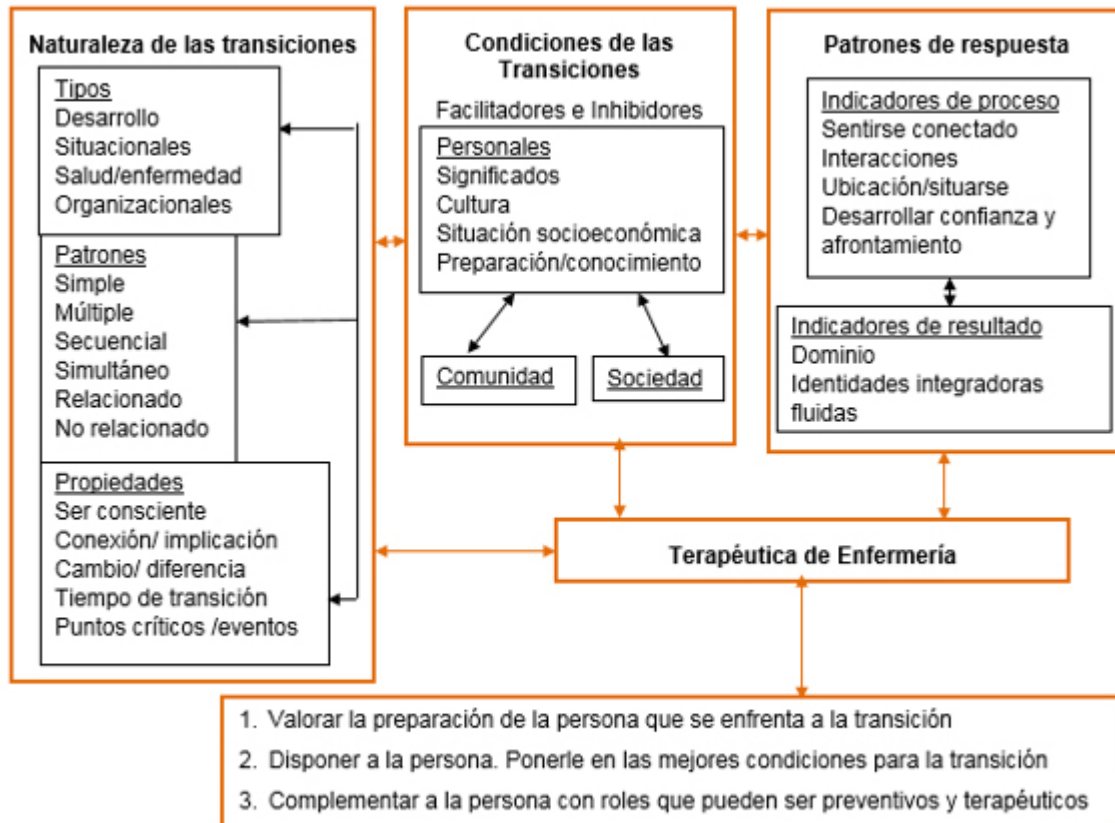 Naturaleza de las transiciones
Tipos
Desarrollo
Situacionales
Salud/enfermedad
Organizacionales
Patrones
Simple
Múltiple
Secuencial
Simultáneo
Relacionado
No relacionado
Propiedades
Ser consciente
Conexión/ implicación
Cambio/ diferencia
Tiempo de transición
Puntos críticos /eventos
Condiciones de las
Transiciones
Facilitadores e Inhibidores
Personales
Significados
Cultura
Situación socioeconómica
Preparación/conocimiento
Comunidad
Sociedad
Patrones de respuesta
Indicadores de proceso
Sentirse conectado
Interacciones
Ubicación/situarse
Desarrollar confianza y
afrontamiento
Indicadores de resultado
Dominio
Identidades integradoras
fluidas
Terapéutica de Enfermería
1. Valorar la preparación de la persona que se enfrenta a la transición
2. Disponer a la persona. Ponerle en las mejores condiciones para la transición
3. Complementar a la persona con roles que pueden ser preventivos y terapéuticos